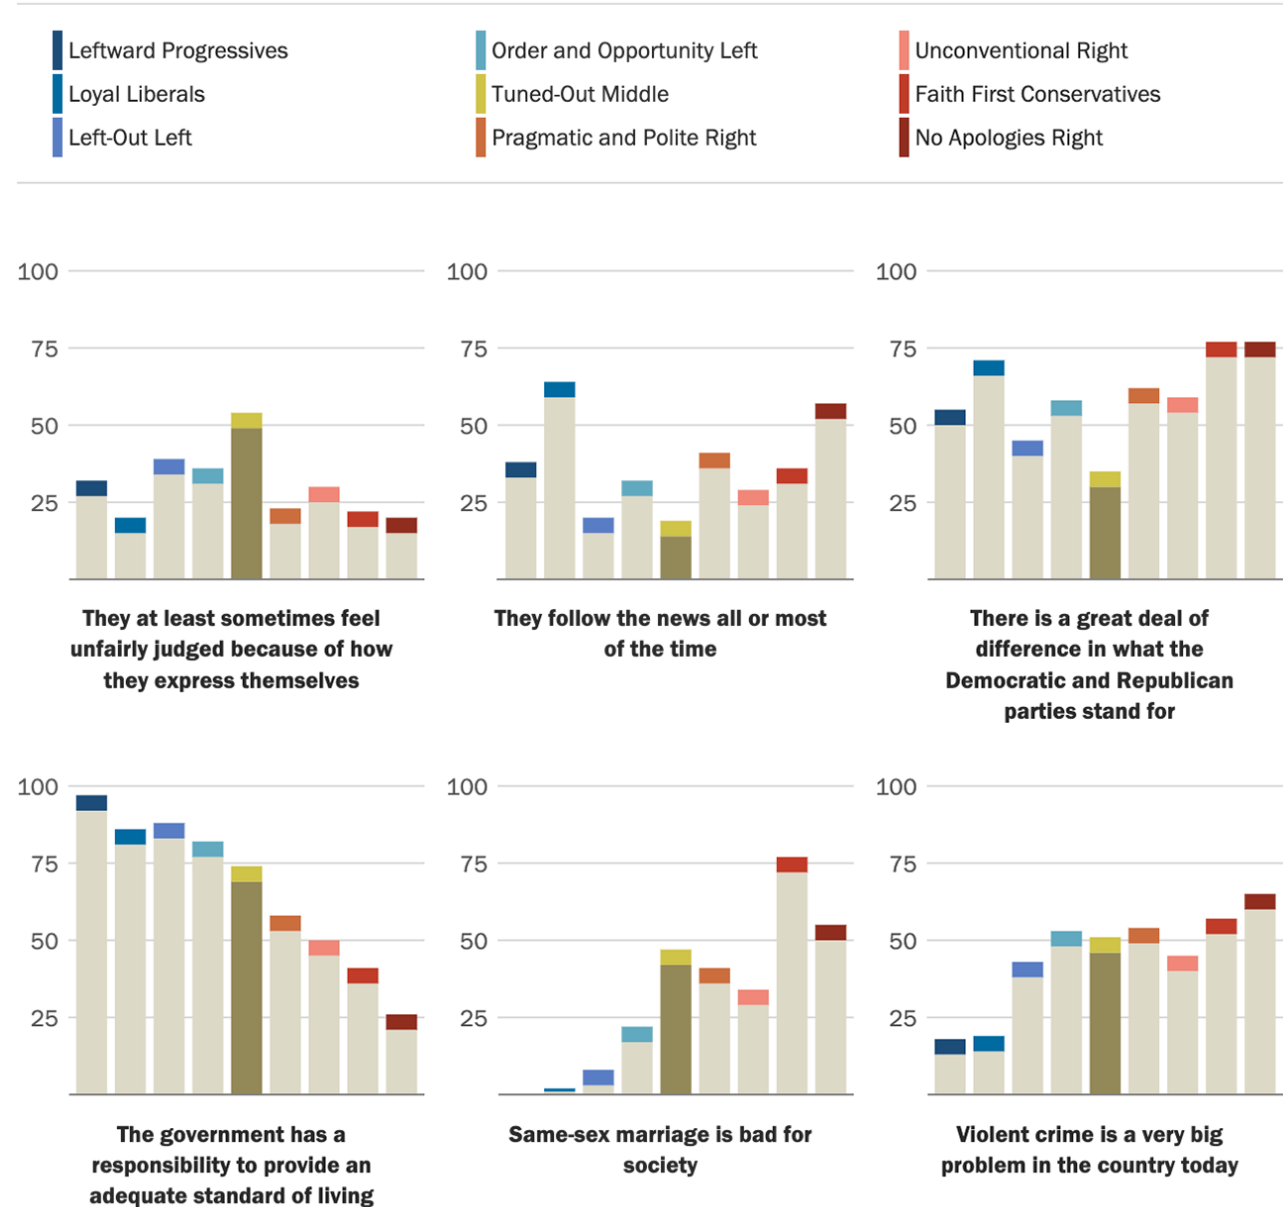 Leftward Progressives
Loyal Liberals
Left-Out Left
Order and Opportunity Left
Tuned-Out Middle
Pragmatic and Polite Right
Unconventional Right
Faith First Conservatives
No Apologies Right
100
75
50
25
They at least sometimes feel
unfairly judged because of how
they express themselves
100
75
50
25
They follow the news all or most
of the time
100
75
50
25
There is a great deal of
difference in what the
Democratic and Republican
parties stand for
100
75
50
25
The government has a
responsibility to provide an
adequate standard of living
100
75
50
25
Same-sex marriage is bad for
society
100
75
50
25
Violent crime is a very big
problem in the country today